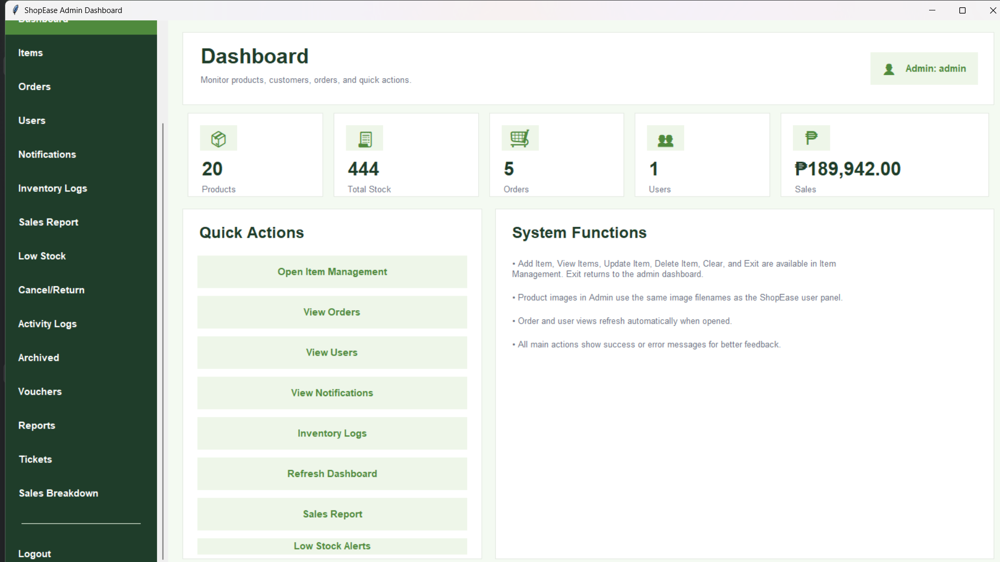 ShopEase Admin Dashboard
Dashboard
Items
Orders
Users
Notifications
Inventory Logs
Sales Report
Low Stock
Cancel/Return
Activity Logs
Archived
Vouchers
Reports
Tickets
Sales Breakdown
Logout
Dashboard
Monitor products, customers, orders, and quick actions.
Admin: admin
20
Products
444
Total Stock
5
Orders
1
Users
₱
₱189,942.00
Sales
Quick Actions
Open Item Management
View Orders
View Users
View Notifications
Inventory Logs
Refresh Dashboard
Sales Report
Low Stock Alerts
System Functions
• Add Item, View Items, Update Item, Delete Item, Clear, and Exit are available in Item
Management. Exit returns to the admin dashboard.
• Product images in Admin use the same image filenames as the ShopEase user panel.
• Order and user views refresh automatically when opened.
• All main actions show success or error messages for better feedback.